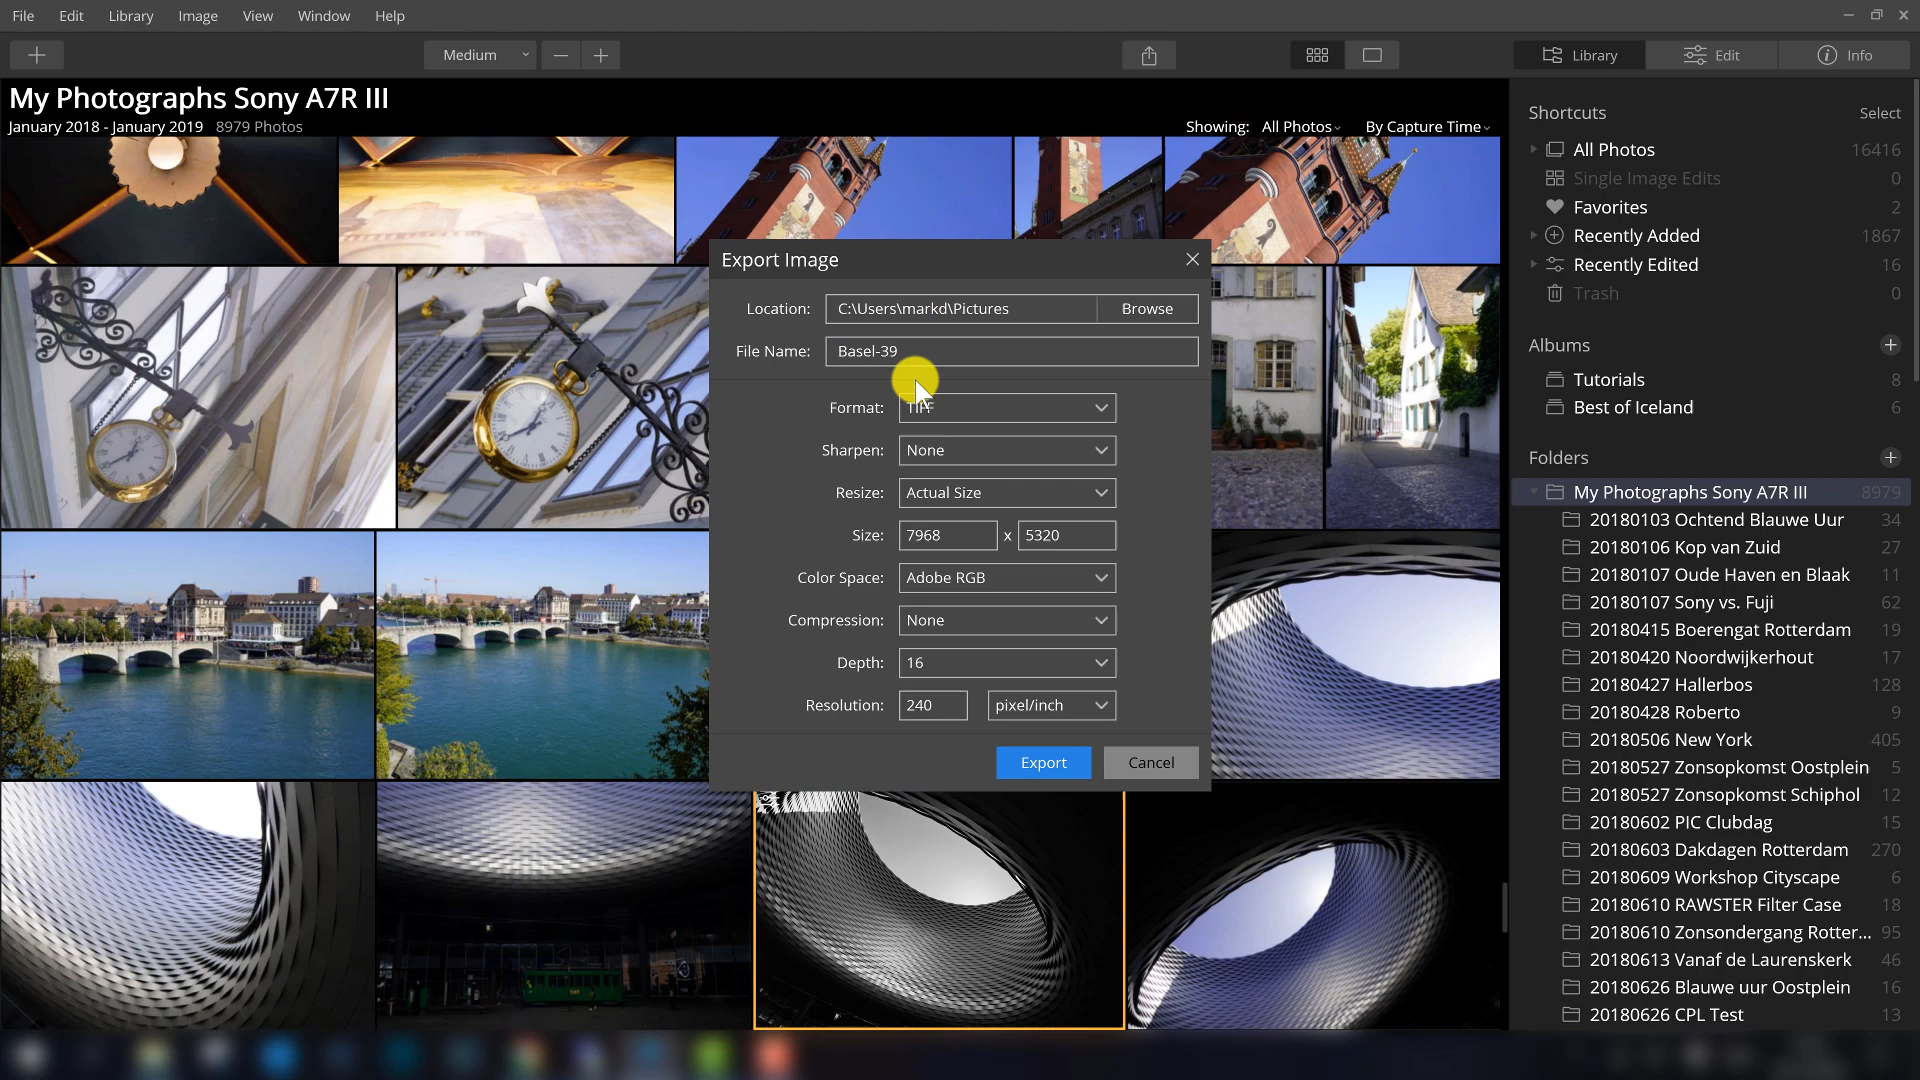 File Edit Library Image View Window Help
Medium
Library Edit Info
My Photographs Sony A7R III
January 2018 - January 2019 8979 Photos
Showing: All Photos By Capture Time
Export Image
Location: C:\Users\markd\Pictures Browse
File Name: Basel-39
Format: TIFF
Sharpen: None
Resize: Actual Size
Size: 7968 x 5320
Color Space: Adobe RGB
Compression: None
Depth: 16
Resolution: 240 pixel/inch
Export Cancel
Shortcuts Select
All Photos 16416
Single Image Edits 0
Favorites 2
Recently Added 1867
Recently Edited 16
Trash 0
Albums
Tutorials 8
Best of Iceland 6
Folders
My Photographs Sony A7R III 8979
20180103 Ochtend Blauwe Uur 34
20180106 Kop van Zuid 27
20180107 Oude Haven en Blaak 11
20180107 Sony vs. Fuji 62
20180415 Boerengat Rotterdam 19
20180420 Noordwijkerhout 17
20180427 Hallerbos 128
20180428 Roberto 9
20180506 New York 405
20180527 Zonsopkomst Oostplein 5
20180527 Zonsopkomst Schiphol 12
20180602 PIC Clubdag 15
20180603 Dakdagen Rotterdam 270
20180609 Workshop Cityscape 6
20180610 RAWSTER Filter Case 18
20180610 Zonsondergang Rotter... 95
20180613 Vanaf de Laurenskerk 46
20180626 Blauwe uur Oostplein 16
20180626 CPL Test 13